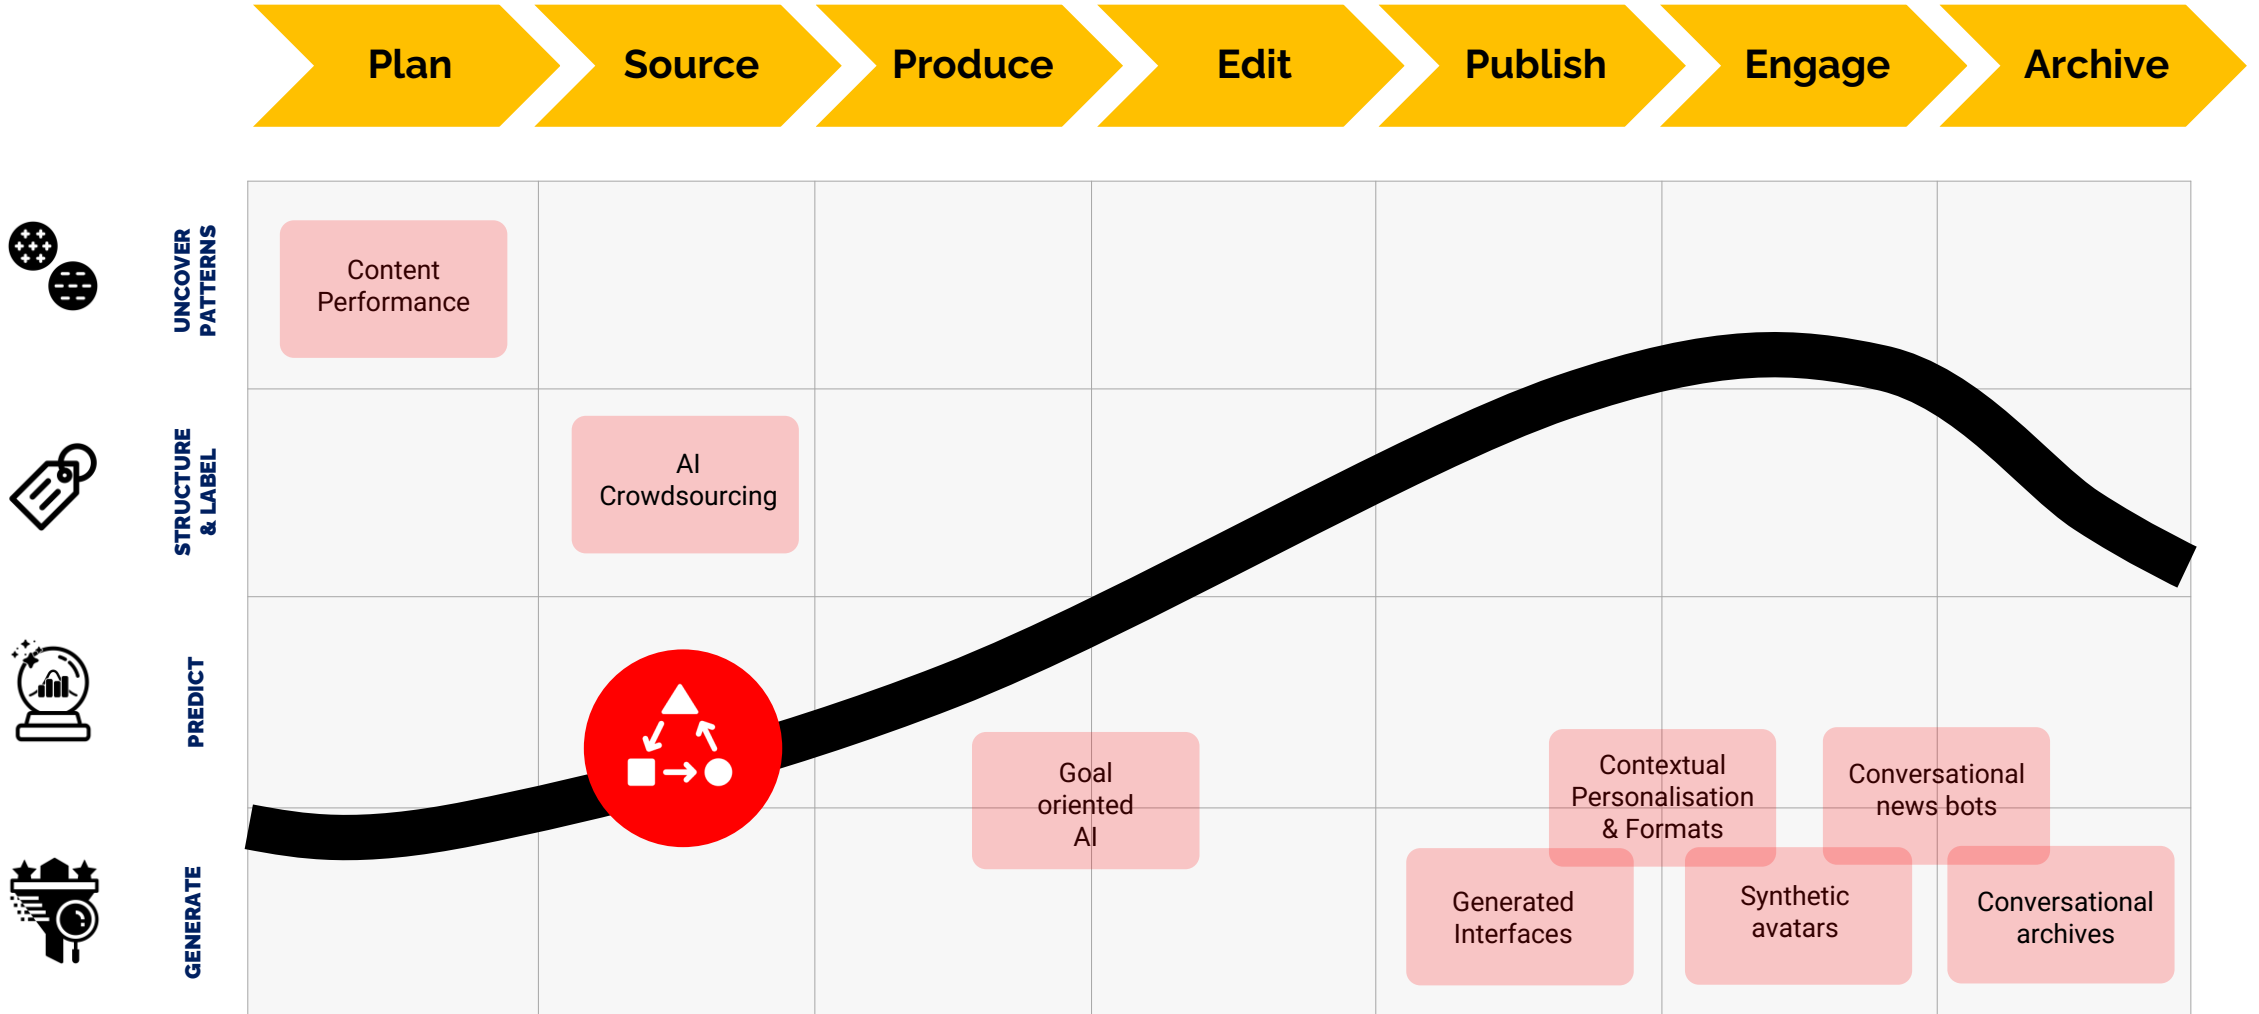 Plan
Source
Produce
Edit
Publish
Engage
Archive
UNCOVER
PATTERNS
Content
Performance
STRUCTURE
& LABEL
AI
Crowdsourcing
PREDICT
Goal
oriented
AI
Contextual
Personalisation
& Formats
Conversational
news bots
GENERATE
Generated
Interfaces
Synthetic
avatars
Conversational
archives